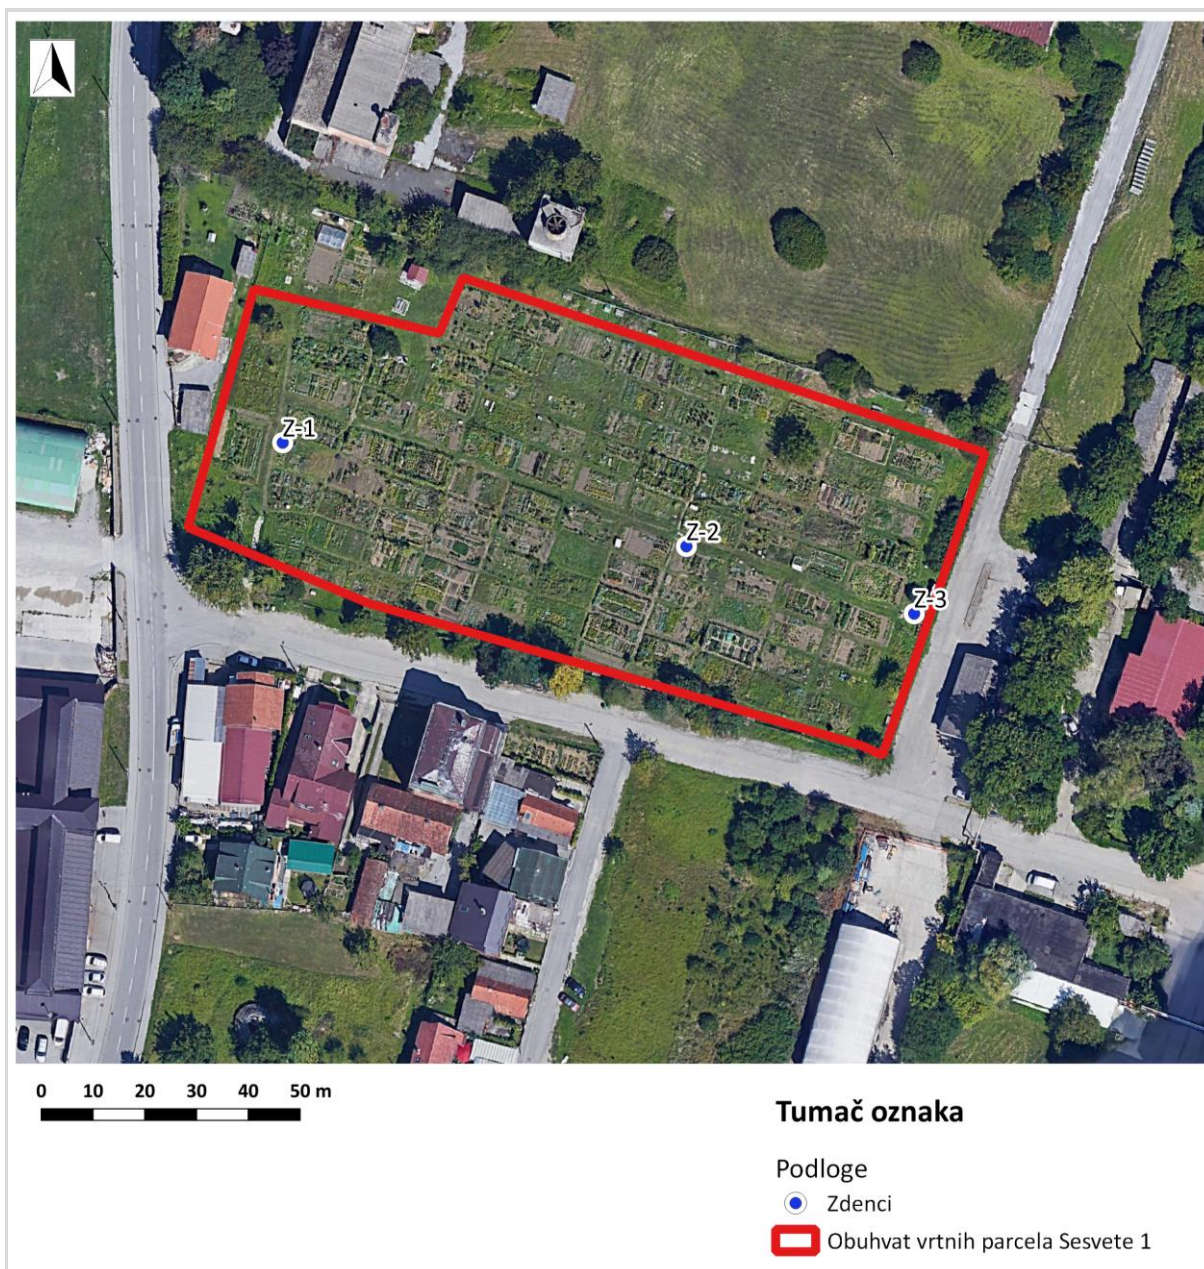 Z-1
Z-2
Z-3
0 10 20 30 40 50 m
Tumač oznaka
Podloge
Zdenci
Obuhvat vrtnih parcela Sesvete 1